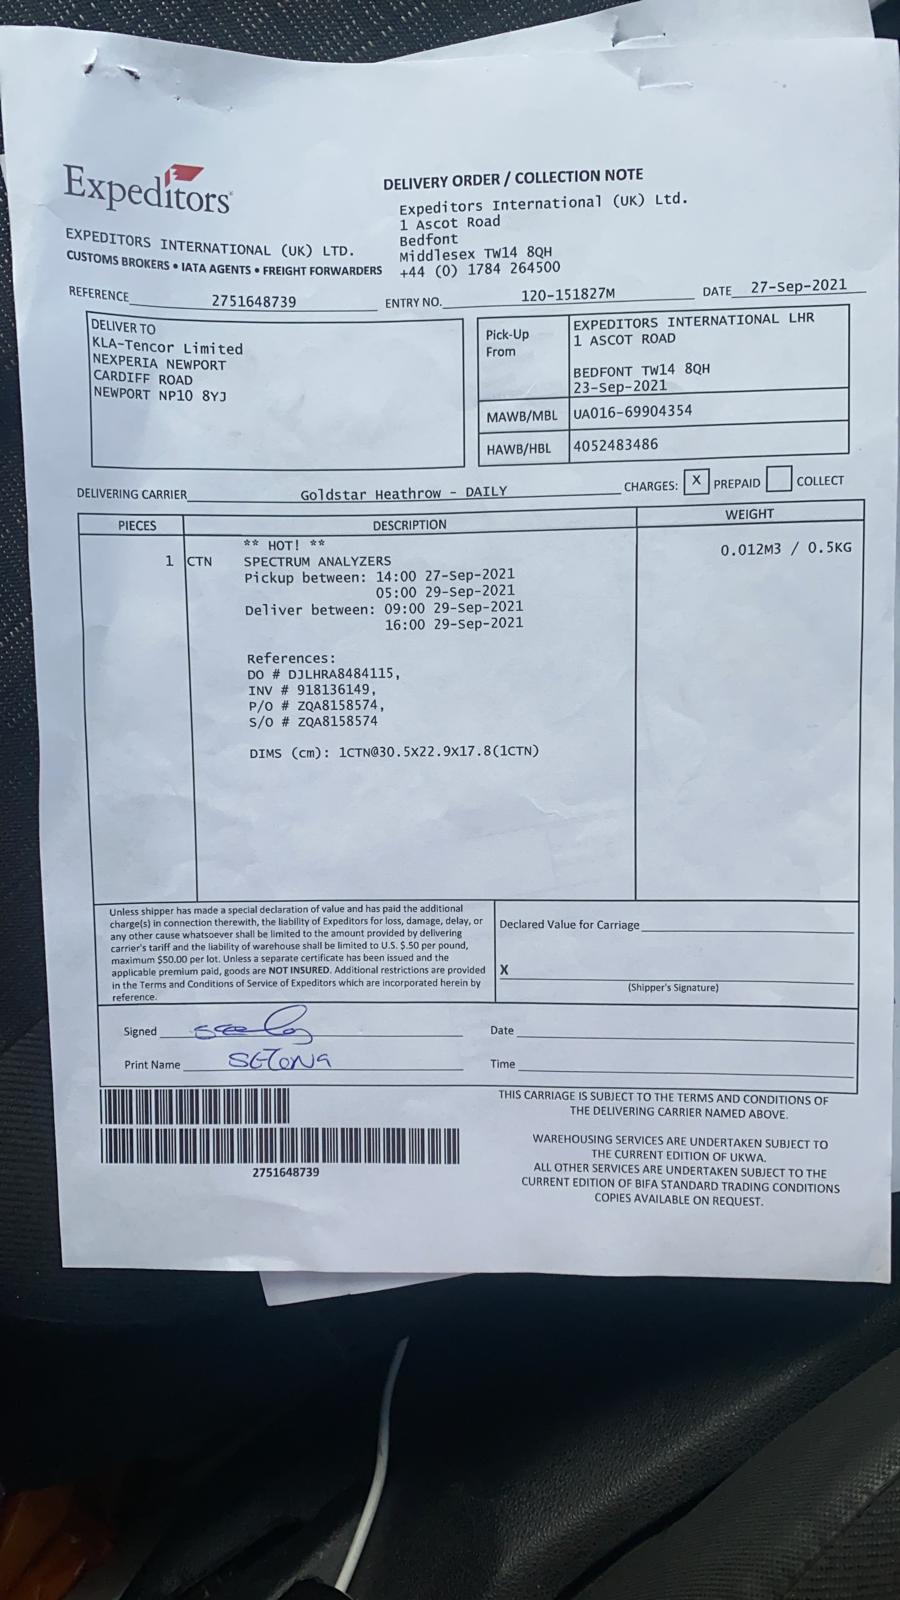 Expeditors
EXPEDITORS INTERNATIONAL (UK) LTD.
CUSTOMS BROKERS • IATA AGENTS • FREIGHT FORWARDERS
DELIVERY ORDER / COLLECTION NOTE
Expeditors International (UK) Ltd.
1 Ascot Road
Bedfont
Middlesex TW14 8QH
+44 (0) 1784 264500
REFERENCE 2751648739 ENTRY NO. 120-151827M DATE 27-Sep-2021
DELIVER TO
KLA-Tencor Limited
NEXPERIA NEWPORT
CARDIFF ROAD
NEWPORT NP10 8YJ
Pick-Up
From
EXPEDITORS INTERNATIONAL LHR
1 ASCOT ROAD
BEDFONT TW14 8QH
23-Sep-2021
MAWB/MBL UA016-69904354
HAWB/HBL 4052483486
DELIVERING CARRIER Goldstar Heathrow - DAILY CHARGES: X PREPAID COLLECT
PIECES DESCRIPTION WEIGHT
** HOT! **
1 CTN SPECTRUM ANALYZERS 0.012M3 / 0.5KG
Pickup between: 14:00 27-Sep-2021
05:00 29-Sep-2021
Deliver between: 09:00 29-Sep-2021
16:00 29-Sep-2021
References:
DO # DJLHRA8484115,
INV # 918136149,
P/O # ZQA8158574,
S/O # ZQA8158574
DIMS (cm): 1CTN@30.5X22.9X17.8(1CTN)
Unless shipper has made a special declaration of value and has paid the additional
charge(s) in connection therewith, the liability of Expeditors for loss, damage, delay, or
any other cause whatsoever shall be limited to the amount provided by delivering
carrier's tariff and the liability of warehouse shall be limited to U.S. $.50 per pound,
maximum $50.00 per lot. Unless a separate certificate has been issued and the
applicable premium paid, goods are NOT INSURED. Additional restrictions are provided
in the Terms and Conditions of Service of Expeditors which are incorporated herein by
reference.
Declared Value for Carriage
X
(Shipper's Signature)
Signed
Date
Print Name
Time
2751648739
THIS CARRIAGE IS SUBJECT TO THE TERMS AND CONDITIONS OF
THE DELIVERING CARRIER NAMED ABOVE.
WAREHOUSING SERVICES ARE UNDERTAKEN SUBJECT TO
THE CURRENT EDITION OF UKWA.
ALL OTHER SERVICES ARE UNDERTAKEN SUBJECT TO THE
CURRENT EDITION OF BIFA STANDARD TRADING CONDITIONS
COPIES AVAILABLE ON REQUEST.